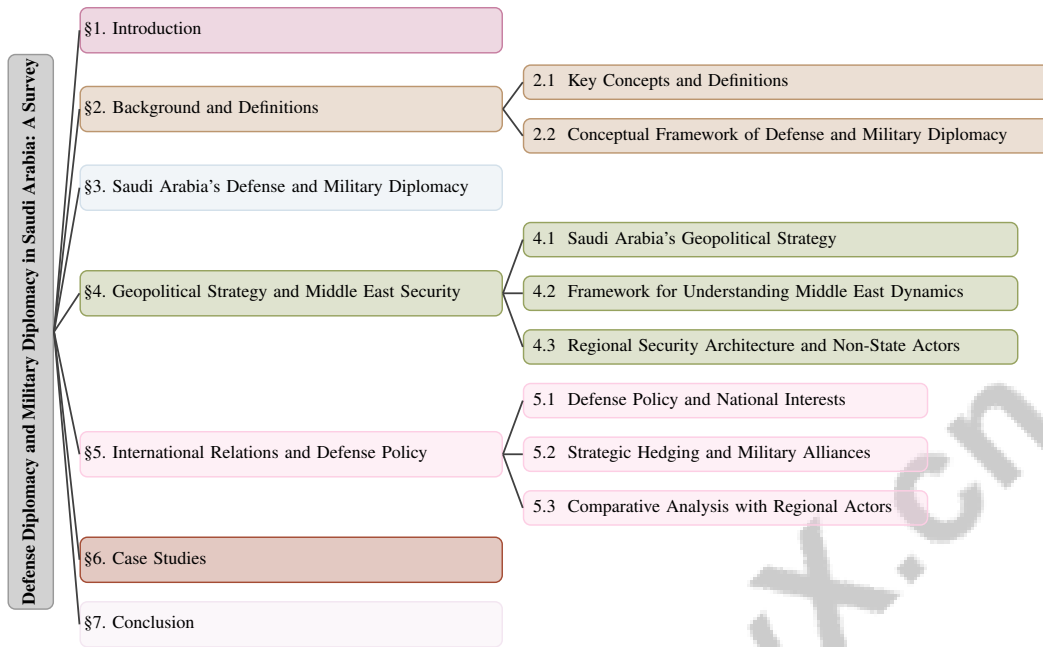 Defense Diplomacy and Military Diplomacy in Saudi Arabia: A Survey
§1. Introduction
§2. Background and Definitions
2.1 Key Concepts and Definitions
2.2 Conceptual Framework of Defense and Military Diplomacy
§3. Saudi Arabia's Defense and Military Diplomacy
§4. Geopolitical Strategy and Middle East Security
4.1 Saudi Arabia's Geopolitical Strategy
4.2 Framework for Understanding Middle East Dynamics
4.3 Regional Security Architecture and Non-State Actors
§5. International Relations and Defense Policy
5.1 Defense Policy and National Interests
5.2 Strategic Hedging and Military Alliances
5.3 Comparative Analysis with Regional Actors
§6. Case Studies
§7. Conclusion